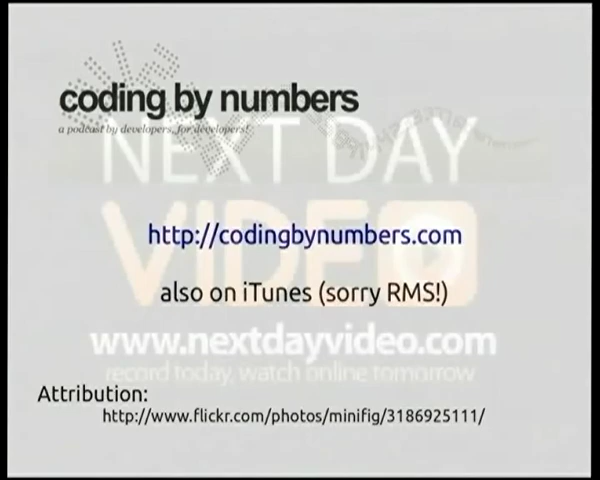 coding by numbers
a podcast by developers, for developers!
NEXT DAY
VIDEO
http://codingbynumbers.com
also on iTunes (sorry RMS!)
www.nextdayvideo.com
record today, watch online tomorrow
Attribution:
http://www.flickr.com/photos/minifig/3186925111/